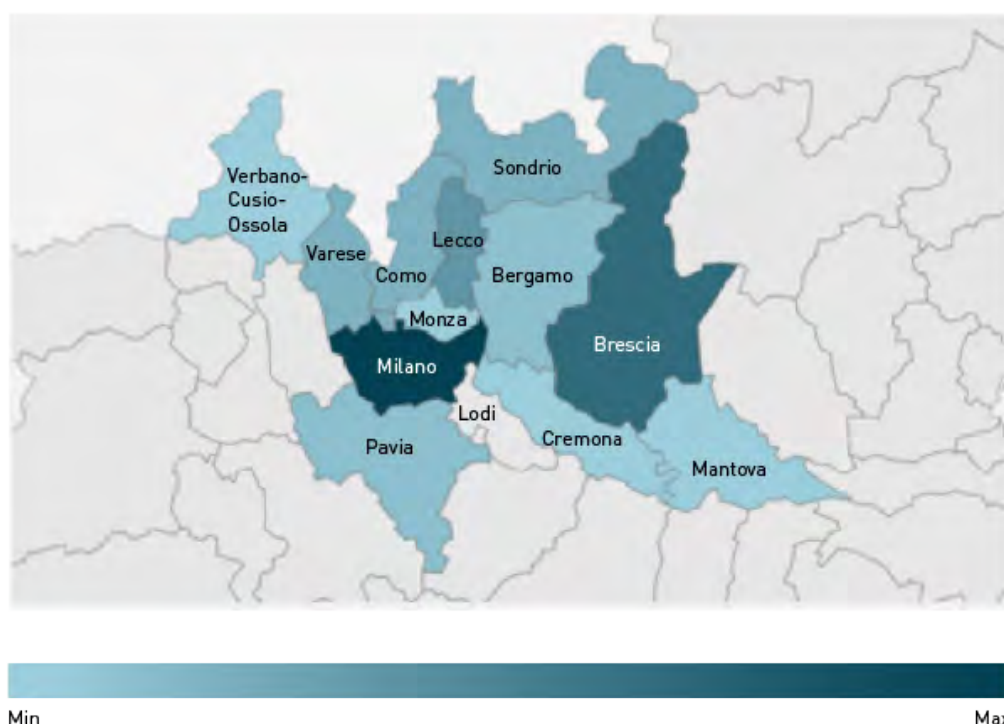 Sondrio
Verbano-
Cusio-
Ossola
Varese
Lecco
Como
Bergamo
Monza
Brescia
Milano
Lodi
Cremona
Pavia
Mantova
Min
Max